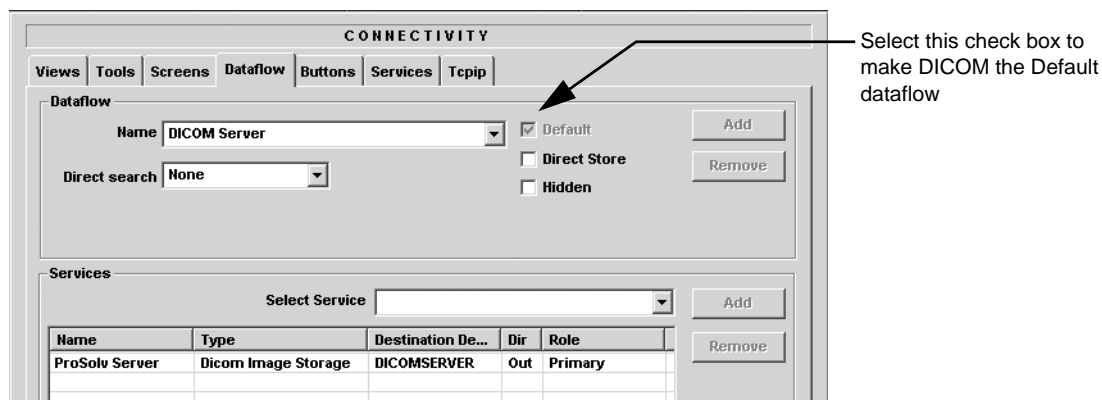 CONNECTIVITY
Select this check box to
make DICOM the Default
dataflow
Views Tools Screens Dataflow Buttons Services Tcpip
Dataflow
Name DICOM Server Default Add
Direct Store
Direct search None Remove
Hidden
Services
Select Service Add
Name Type Destination De... Dir Role Remove
ProSolv Server Dicom Image Storage DICOMSERVER Out Primary